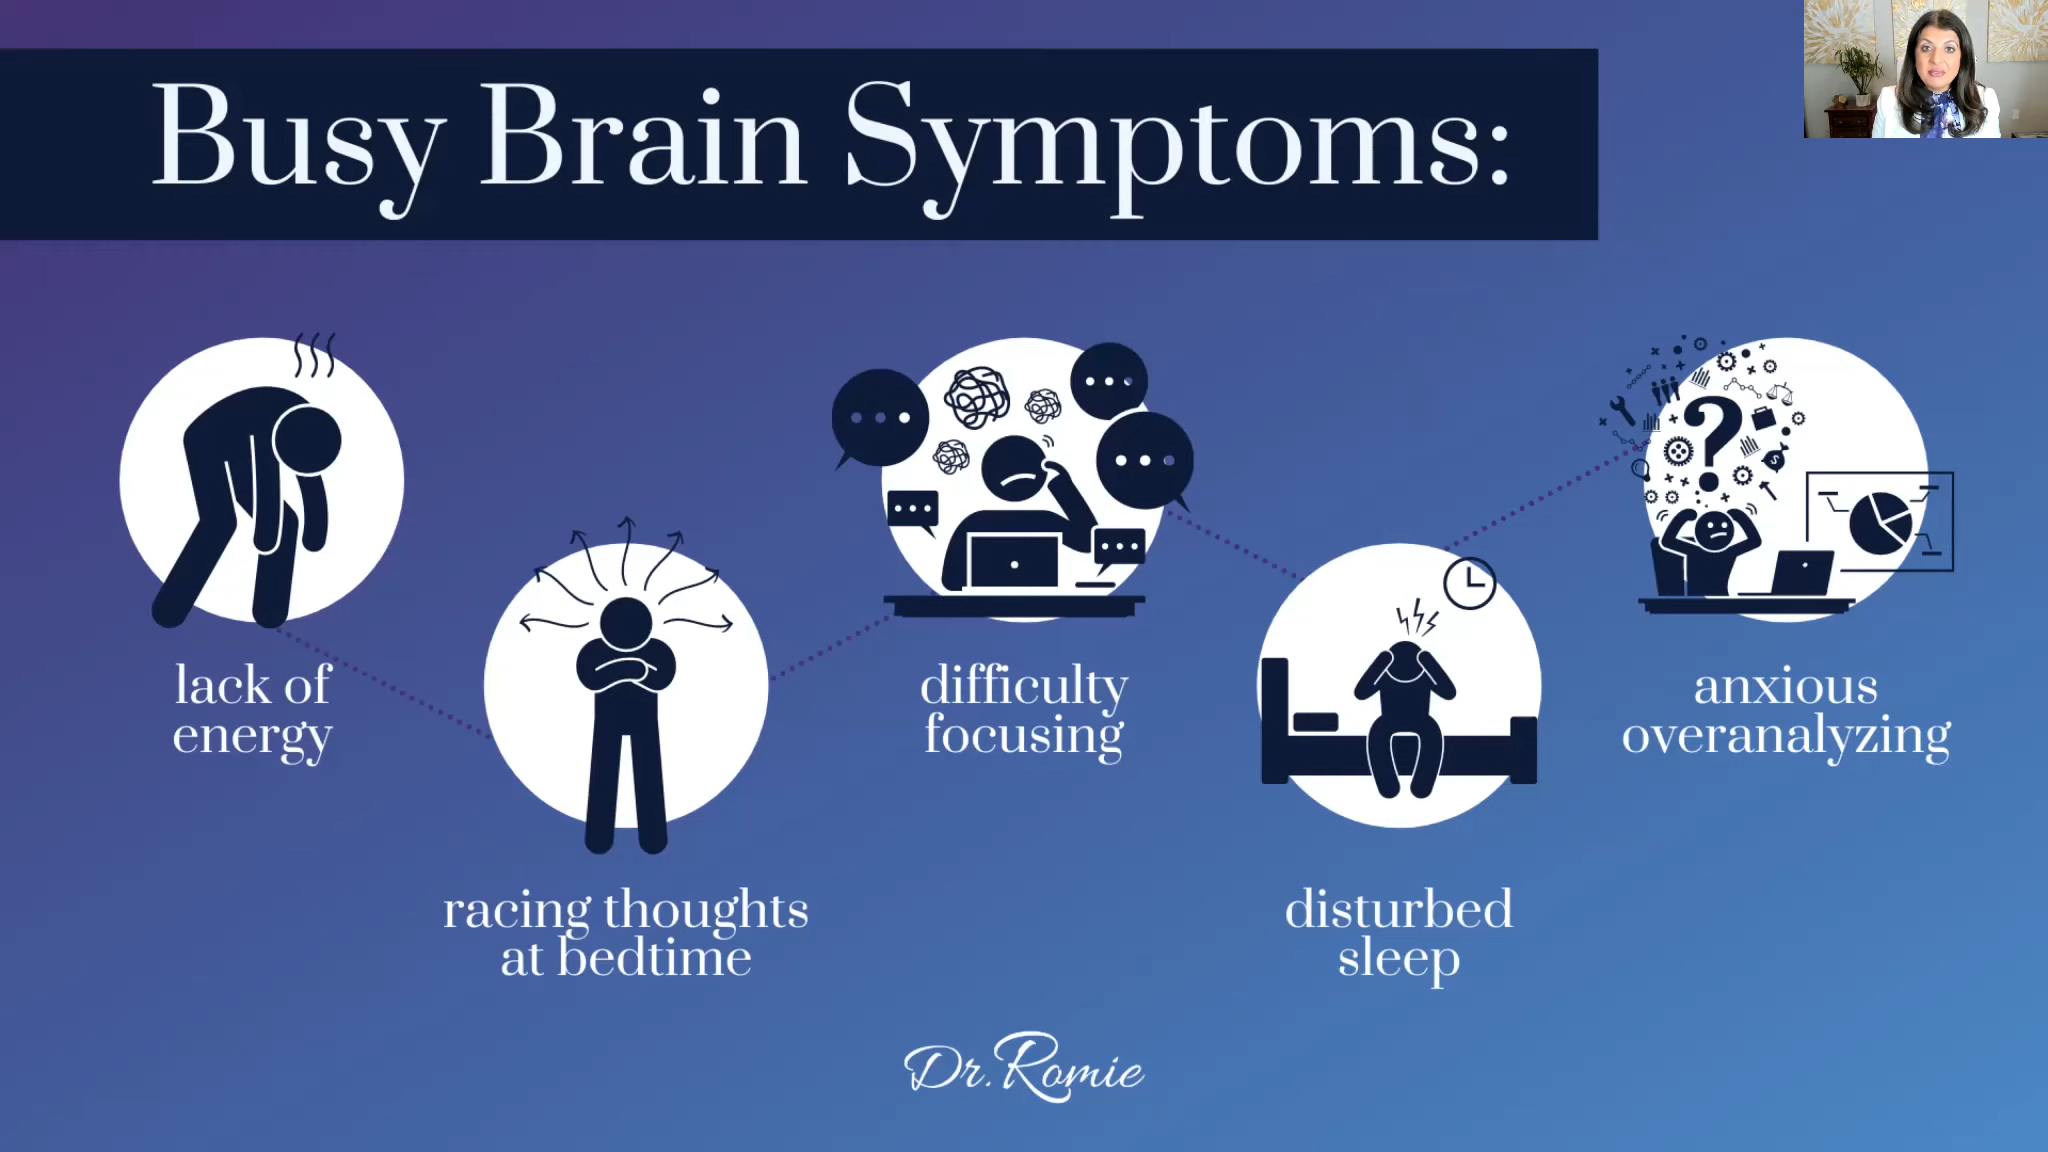 Busy Brain Symptoms:
lack of
energy
racing thoughts
at bedtime
difficulty
focusing
disturbed
sleep
anxious
overanalyzing
Dr. Romie